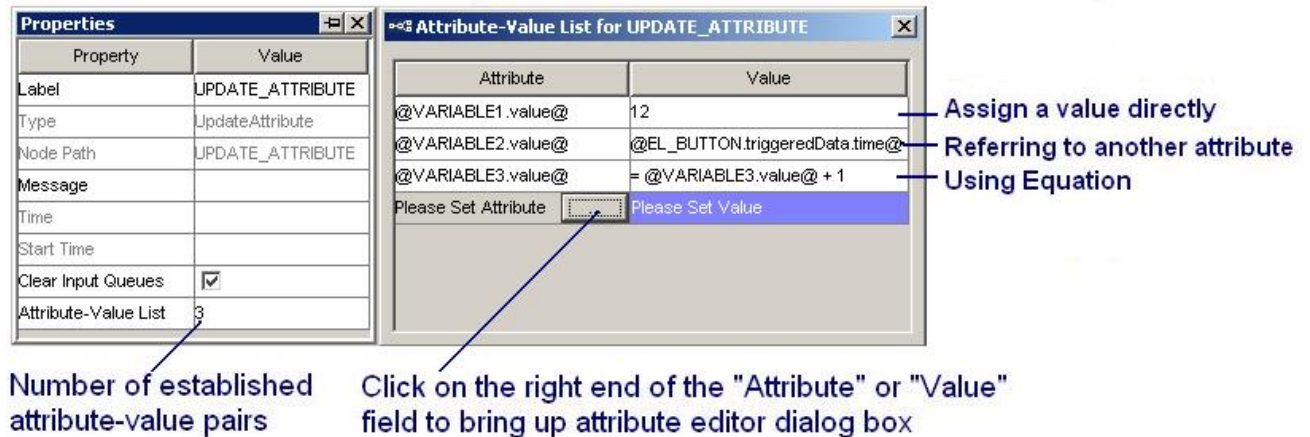 Properties
Property Value
Label UPDATE_ATTRIBUTE
Type UpdateAttribute
Node Path UPDATE_ATTRIBUTE
Message
Time
Start Time
Clear Input Queues
Attribute-Value List 3
Number of established
attribute-value pairs
Attribute-Value List for UPDATE_ATTRIBUTE
Attribute Value
@VARIABLE1.value@ 12
@VARIABLE2.value@ @EL_BUTTON.triggeredData.time@
@VARIABLE3.value@ = @VARIABLE3.value@ + 1
Please Set Attribute ... Please Set Value
Assign a value directly
Referring to another attribute
Using Equation
Click on the right end of the "Attribute" or "Value"
field to bring up attribute editor dialog box